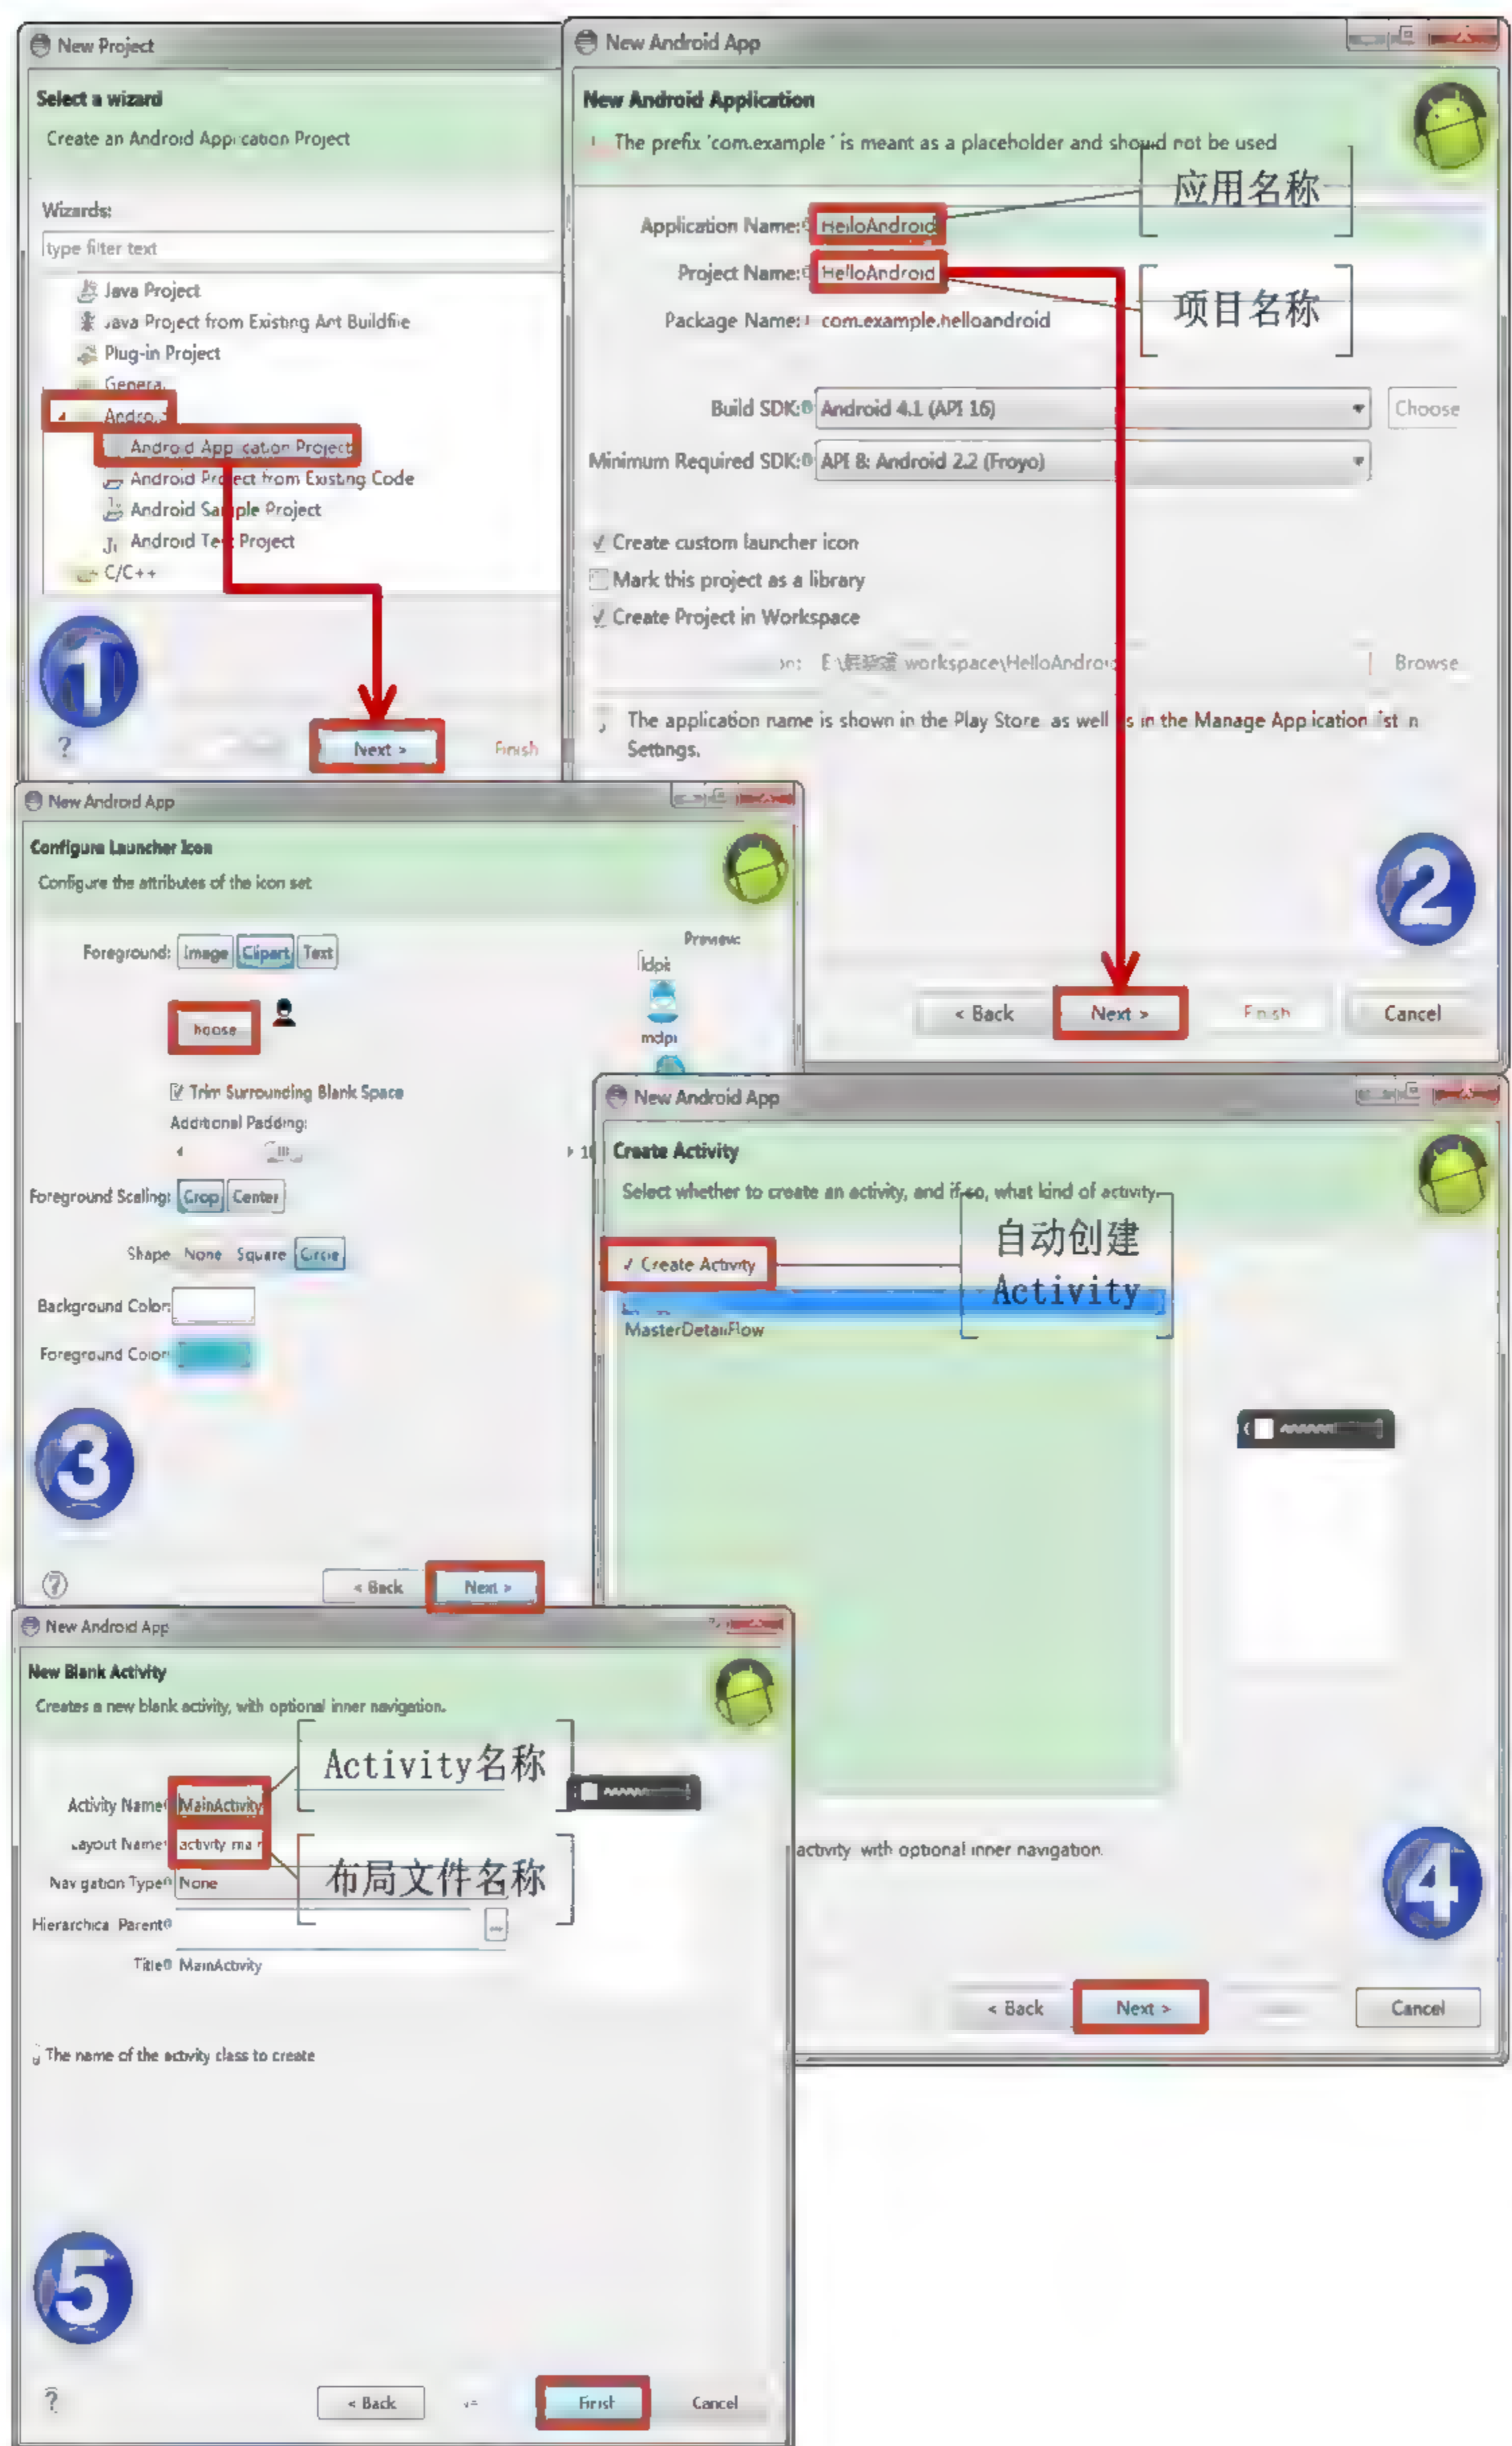 New Project
Select a wizard
Create an Android Application Project
Wizards:
type filter text
Java Project
Java Project from Existing Ant Buildfile
Plug-in Project
General
Android
Android Application Project
Android Project from Existing Code
Android Sample Project
Android Test Project
C/C++
1
?
Next >
Finish
New Android App
New Android Application
The prefix 'com.example.' is meant as a placeholder and should not be used
应用名称
Application Name: HelloAndroid
Project Name: HelloAndroid
项目名称
Package Name: com.example.helloandroid
Build SDK: Android 4.1 (API 16)
Choose
Minimum Required SDK: API 8: Android 2.2 (Froyo)
Create custom launcher icon
Mark this project as a library
Create Project in Workspace
workspace\HelloAndroid
Browse
The application name is shown in the Play Store, as well as in the Manage Application list in
Settings.
2
< Back
Next >
Finish
Cancel
New Android App
Configure Launcher Icon
Configure the attributes of the icon set
Foreground: Image Clipart Text
Preview:
ldpi:
hoose
mdpi
Trim Surrounding Blank Space
Additional Padding:
Foreground Scaling: Crop Center
Shape None Square Circle
Background Color:
Foreground Color:
3
?
< Back
Next >
New Android App
Create Activity
Select whether to create an activity, and if so, what kind of activity.
自动创建
Activity
Create Activity
MasterDetailFlow
activity with optional inner navigation.
4
< Back
Next >
Cancel
New Android App
New Blank Activity
Creates a new blank activity, with optional inner navigation.
Activity名称
Activity Name MainActivity
Layout Name activity_main
布局文件名称
Navigation Type None
Hierarchical Parent
...
Title MainActivity
The name of the activity class to create
5
?
< Back
Finish
Cancel